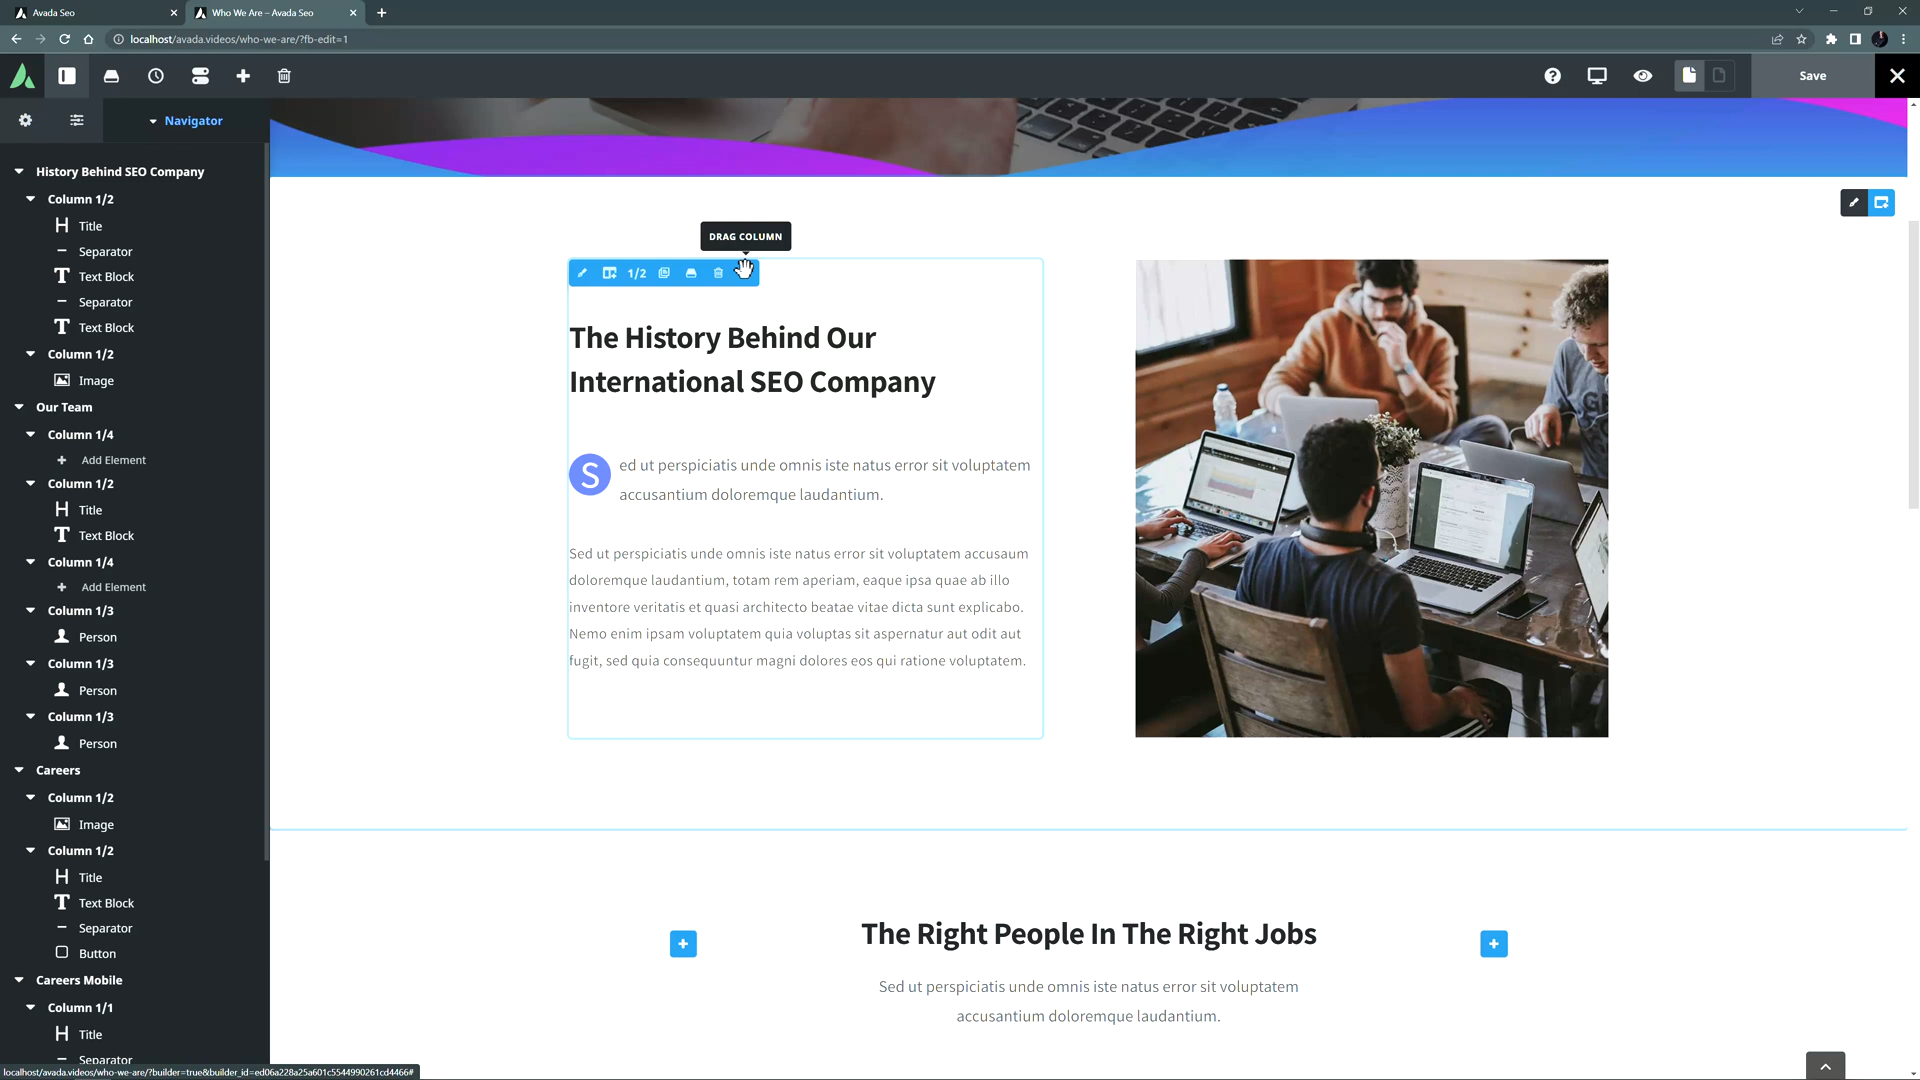 Avada Seo
Who We Are – Avada Seo
localhost/avada.videos/who-we-are/?fb-edit=1
Save
Navigator
History Behind SEO Company
Column 1/2
Title
Separator
Text Block
Separator
Text Block
Column 1/2
Image
Our Team
Column 1/4
Add Element
Column 1/2
Title
Text Block
Column 1/4
Add Element
Column 1/3
Person
Column 1/3
Person
Column 1/3
Person
Careers
Column 1/2
Image
Column 1/2
Title
Text Block
Separator
Button
Careers Mobile
Column 1/1
Title
Separator
DRAG COLUMN
1/2
The History Behind Our
International SEO Company
S
ed ut perspiciatis unde omnis iste natus error sit voluptatem
accusantium doloremque laudantium.
Sed ut perspiciatis unde omnis iste natus error sit voluptatem accusaum
doloremque laudantium, totam rem aperiam, eaque ipsa quae ab illo
inventore veritatis et quasi architecto beatae vitae dicta sunt explicabo.
Nemo enim ipsam voluptatem quia voluptas sit aspernatur aut odit aut
fugit, sed quia consequuntur magni dolores eos qui ratione voluptatem.
The Right People In The Right Jobs
Sed ut perspiciatis unde omnis iste natus error sit voluptatem
accusantium doloremque laudantium.
localhost/avada.videos/who-we-are/?builder=true&builder_id=ed06a228a25a601c5544990261cd4466#